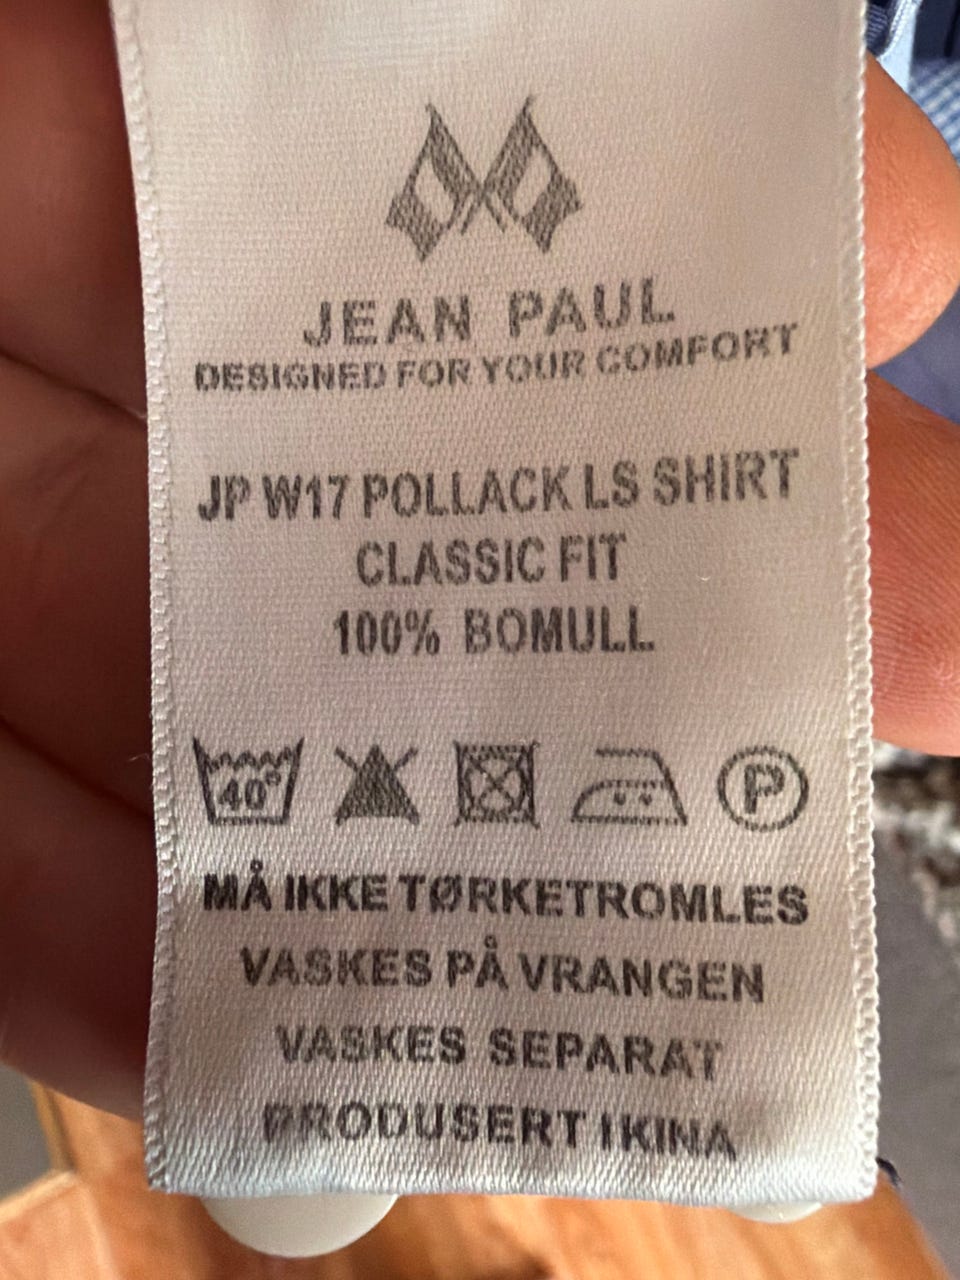 JEAN PAUL
DESIGNED FOR YOUR COMFORT
JP W17 POLLACK LS SHIRT
CLASSIC FIT
100% BOMULL
40° P
MÅ IKKE TØRKETROMLES
VASKES PÅ VRANGEN
VASKES SEPARAT
PRODUSERT I KINA